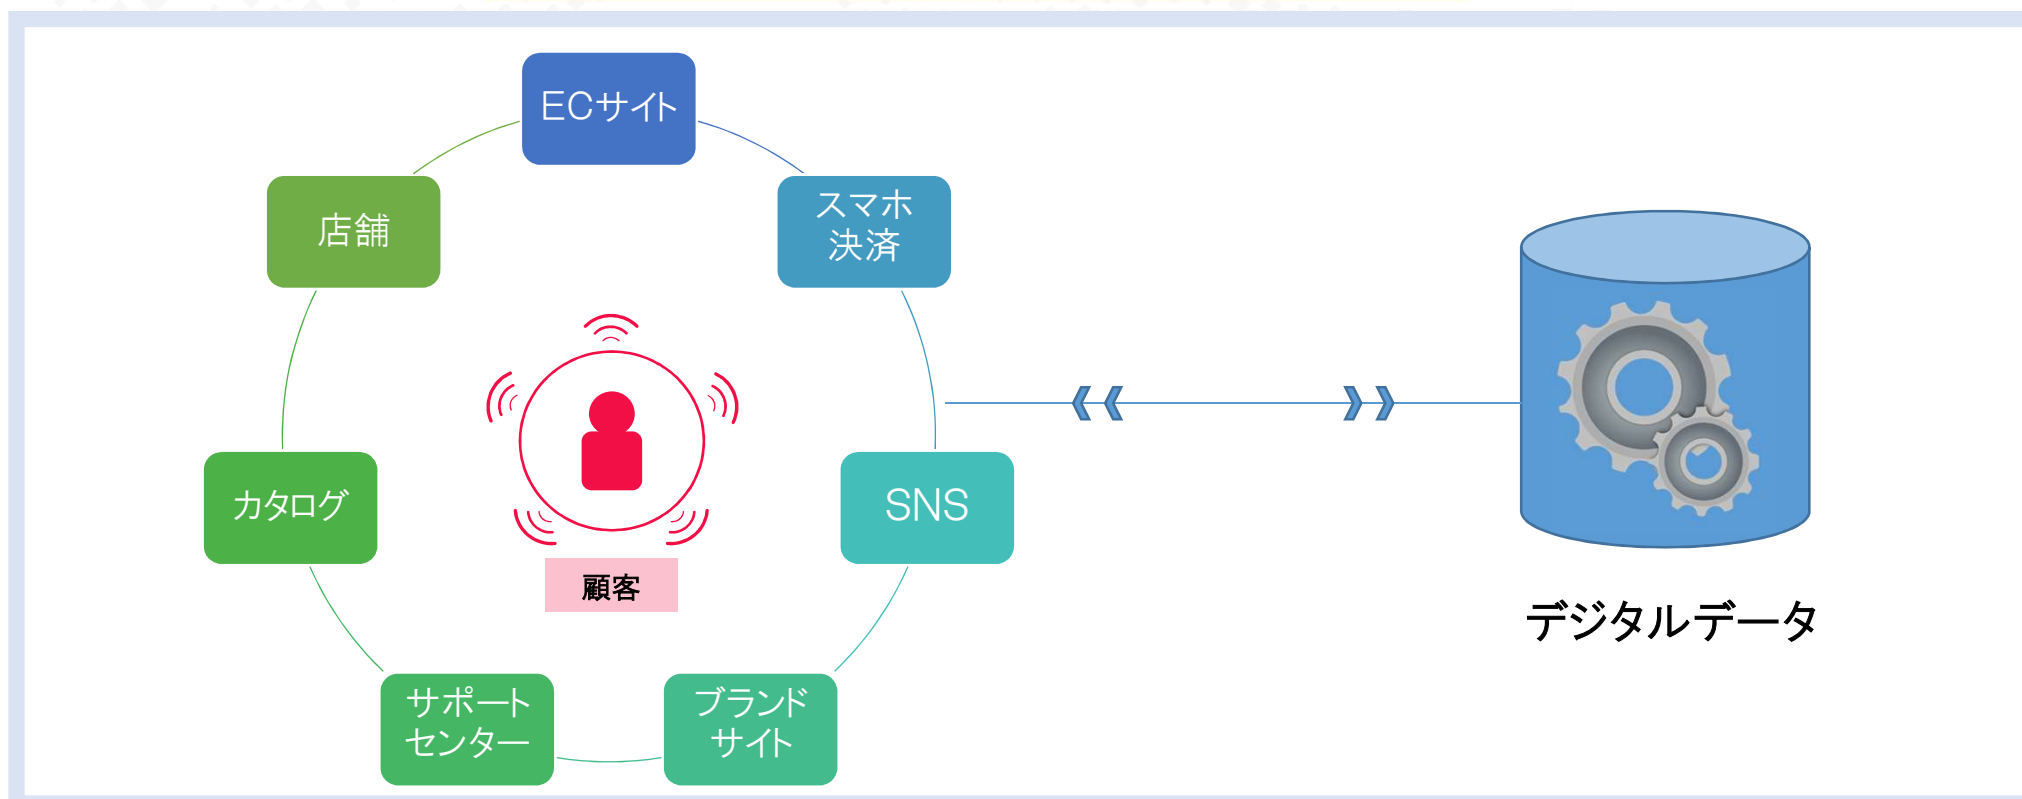 ECサイト
店舗
スマホ
決済
カタログ
SNS
顧客
デジタルデータ
サポート
センター
ブランド
サイト